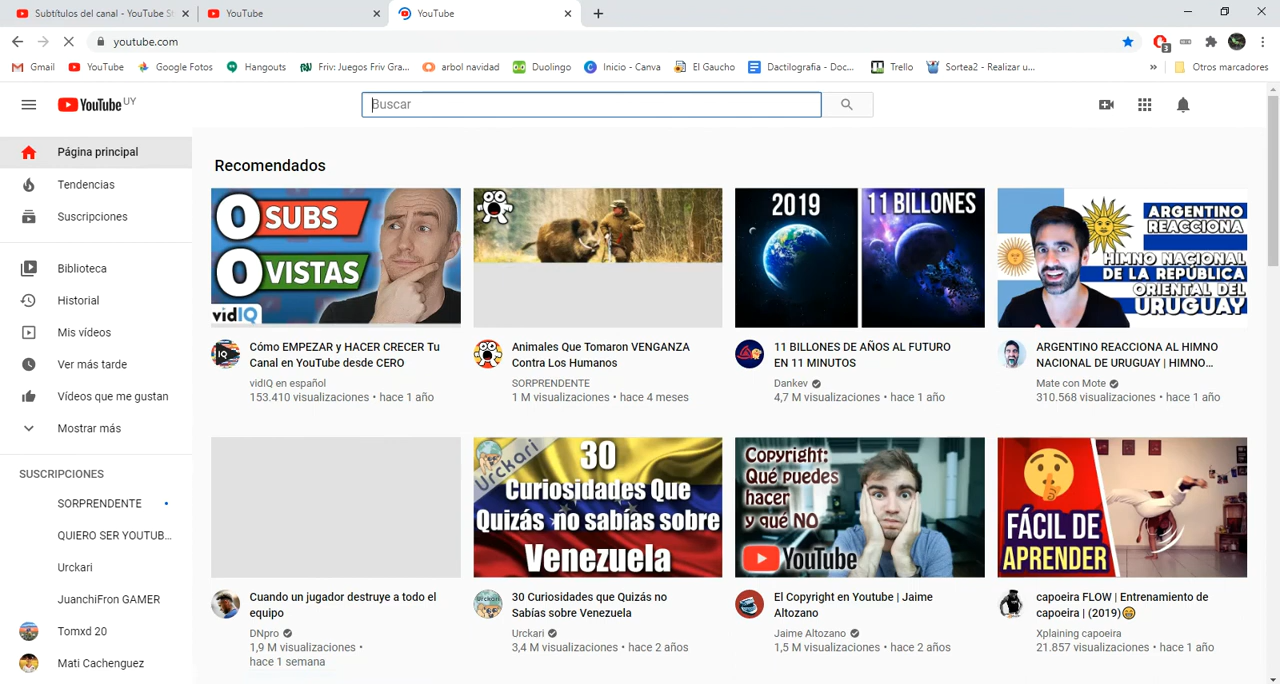 Subtítulos del canal - YouTube St
YouTube
YouTube
youtube.com
3
Gmail
YouTube
Google Fotos
Hangouts
Friv: Juegos Friv Gra...
arbol navidad
Duolingo
Inicio - Canva
El Gaucho
Dactilografia - Doc...
Trello
Sortea2 - Realizar u...
»
Otros marcadores
YouTube UY
Buscar
Página principal
Tendencias
Suscripciones
Biblioteca
Historial
Mis vídeos
Ver más tarde
Vídeos que me gustan
Mostrar más
SUSCRIPCIONES
SORPRENDENTE
QUIERO SER YOUTUB...
Urckari
JuanchiFron GAMER
Tomxd 20
Mati Cachenguez
Recomendados
0 SUBS
0 VISTAS
vidIQ
Cómo EMPEZAR y HACER CRECER Tu
Canal en YouTube desde CERO
vidIQ en español
153.410 visualizaciones • hace 1 año
Animales Que Tomaron VENGANZA
Contra Los Humanos
SORPRENDENTE
1 M visualizaciones • hace 4 meses
2019
11 BILLONES
11 BILLONES DE AÑOS AL FUTURO
EN 11 MINUTOS
Dankev
4,7 M visualizaciones • hace 1 año
ARGENTINO
REACCIONA
HIMNO NACIONAL
DE LA REPÚBLICA
ORIENTAL DEL
URUGUAY
ARGENTINO REACCIONA AL HIMNO
NACIONAL DE URUGUAY | HIMNO...
Mate con Mote
310.568 visualizaciones • hace 1 año
Cuando un jugador destruye a todo el
equipo
DNpro
1,9 M visualizaciones •
hace 1 semana
Urckari
30
Curiosidades Que
Quizás no sabías sobre
Venezuela
30 Curiosidades que Quizás no
Sabías sobre Venezuela
Urckari
3,4 M visualizaciones • hace 2 años
Copyright:
Qué puedes
hacer
y qué NO
YouTube
El Copyright en Youtube | Jaime
Altozano
Jaime Altozano
1,5 M visualizaciones • hace 2 años
FÁCIL DE
APRENDER
capoeira FLOW | Entrenamiento de
capoeira | (2019)😁
Xplaining capoeira
21.857 visualizaciones • hace 1 año